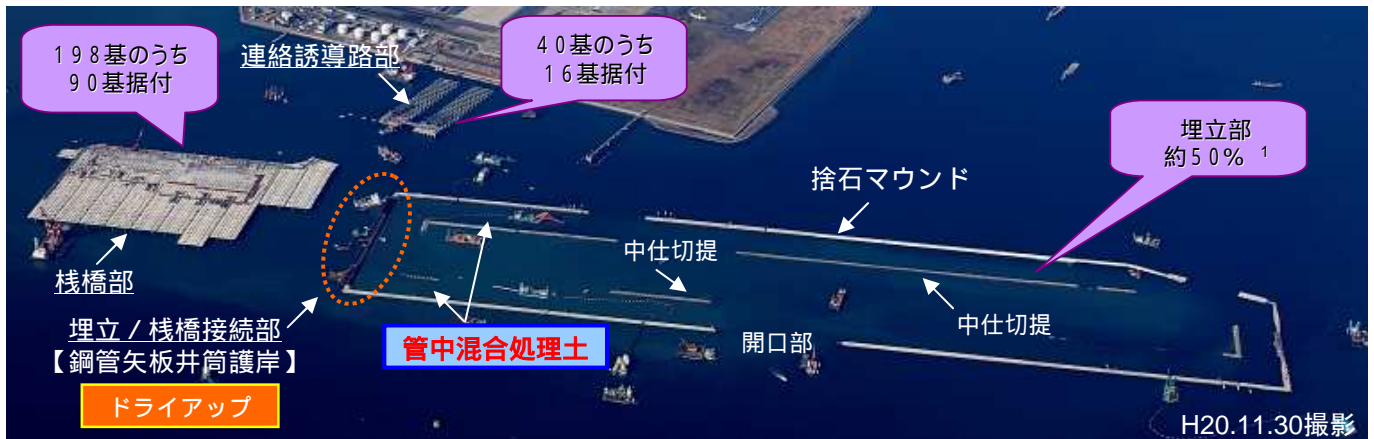 198基のうち
90基据付
連絡誘導路部
40基のうち
16基据付
埋立部
約50% 1
捨石マウンド
中仕切提
中仕切提
桟橋部
埋立/桟橋接続部
【鋼管矢板井筒護岸】
管中混合処理土
開口部
ドライアップ
H20.11.30撮影